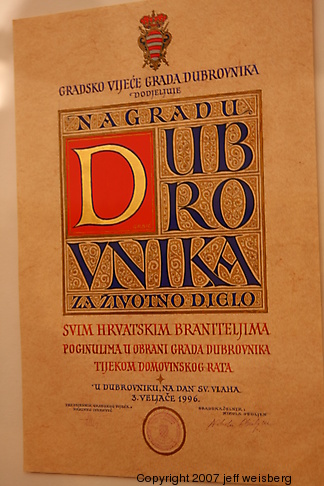 GRADSKO VIJEĆE GRADA DUBROVNIKA
DODJELJUJE
NAGRADU
DUB
RO
VNIKA
ZA ŽIVOTNO DJELO
SVIM HRVATSKIM BRANITELJIMA
POGINULIMA U OBRANI GRADA DUBROVNIKA
TIJEKOM DOMOVINSKOG RATA
U DUBROVNIKU, NA DAN SV. VLAHA
3. VELJAČE 1996.
Copyright 2007 jeff weisberg